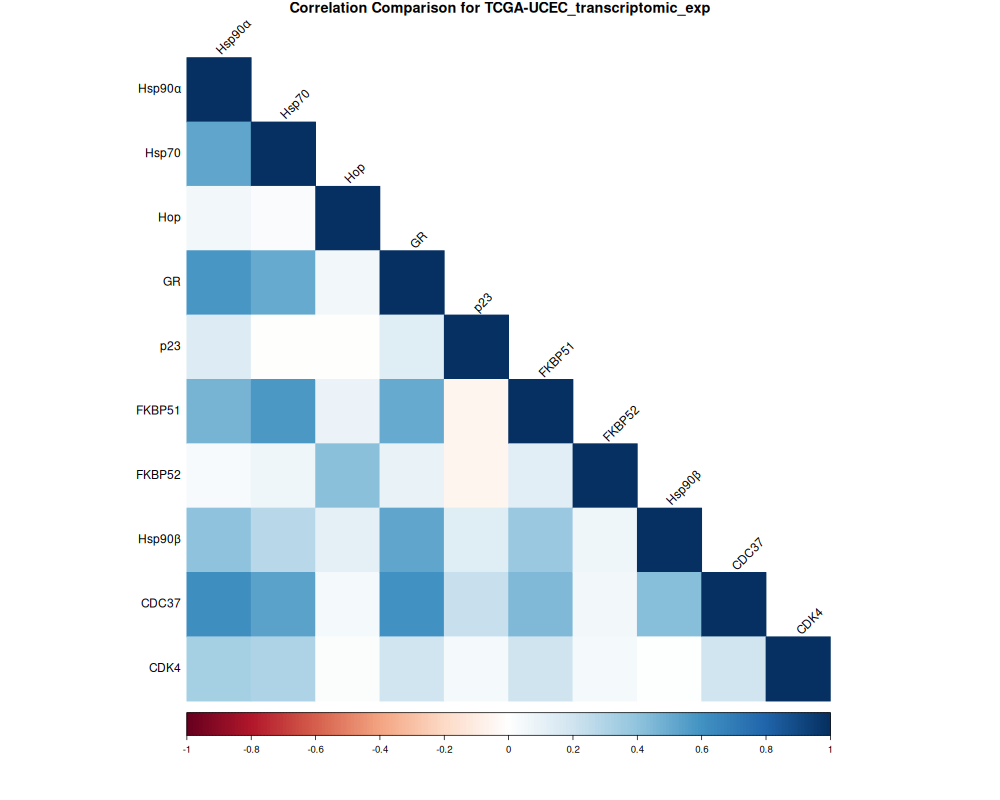 Correlation Comparison for TCGA-UCEC_transcriptomic_exp
Hsp90α
Hsp70
Hop
GR
p23
FKBP51
FKBP52
Hsp90β
CDC37
CDK4
Hsp90α
Hsp70
Hop
GR
p23
FKBP51
FKBP52
Hsp90β
CDC37
CDK4
-1 -0.8 -0.6 -0.4 -0.2 0 0.2 0.4 0.6 0.8 1